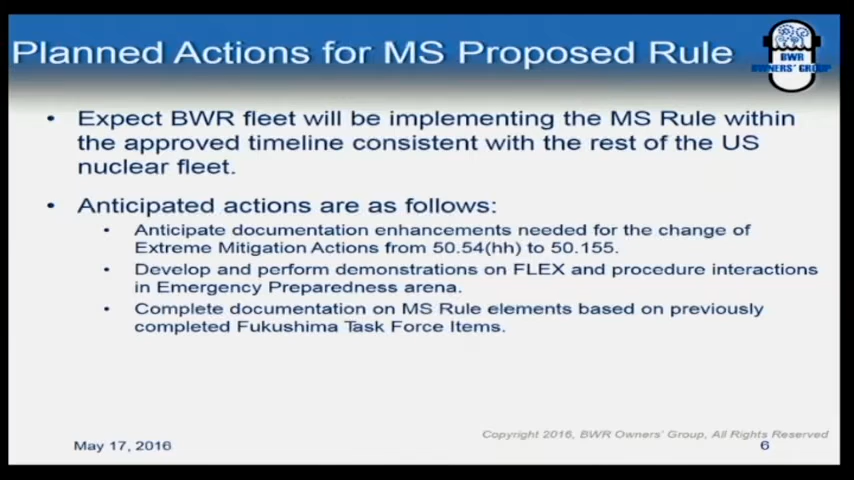 Planned Actions for MS Proposed Rule
BWR
OWNERS' GROUP
• Expect BWR fleet will be implementing the MS Rule within
the approved timeline consistent with the rest of the US
nuclear fleet.
• Anticipated actions are as follows:
• Anticipate documentation enhancements needed for the change of
Extreme Mitigation Actions from 50.54(hh) to 50.155.
• Develop and perform demonstrations on FLEX and procedure interactions
in Emergency Preparedness arena.
• Complete documentation on MS Rule elements based on previously
completed Fukushima Task Force Items.
Copyright 2016, BWR Owners' Group, All Rights Reserved
May 17, 2016
6